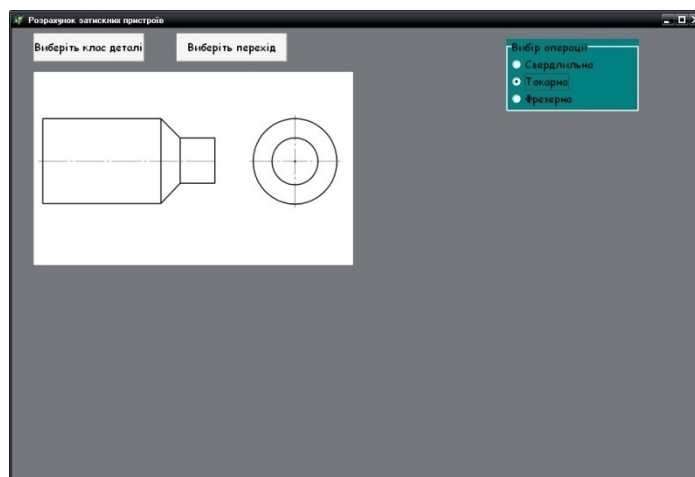 Розрахунок затискних пристроїв
Виберіть клас деталі
Виберіть перехід
Вибір операції
Свердлильна
Токарна
Фрезерна